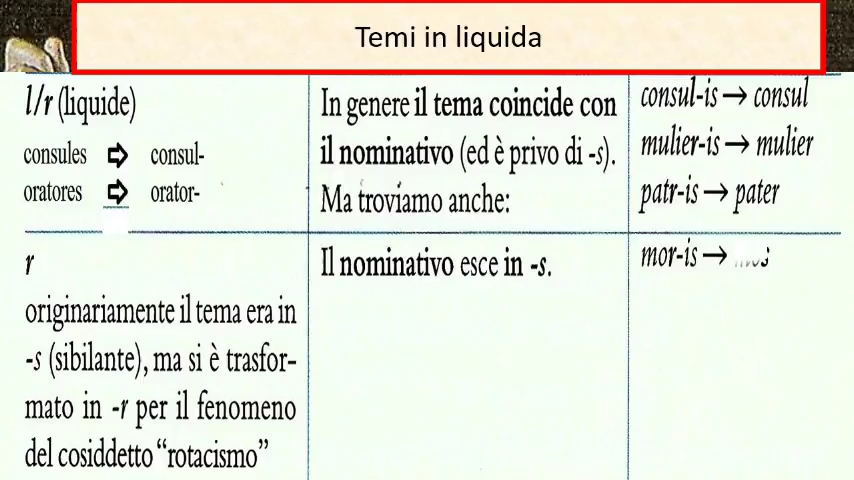 Temi in liquida
l/r (liquide)
consules ⇨ consul-
oratores ⇨ orator-
In genere il tema coincide con
il nominativo (ed è privo di -s).
Ma troviamo anche:
consul-is → consul
mulier-is → mulier
patr-is → pater
r
originariamente il tema era in
-s (sibilante), ma si è trasfor-
mato in -r per il fenomeno
del cosiddetto “rotacismo”
Il nominativo esce in -s.
mor-is →